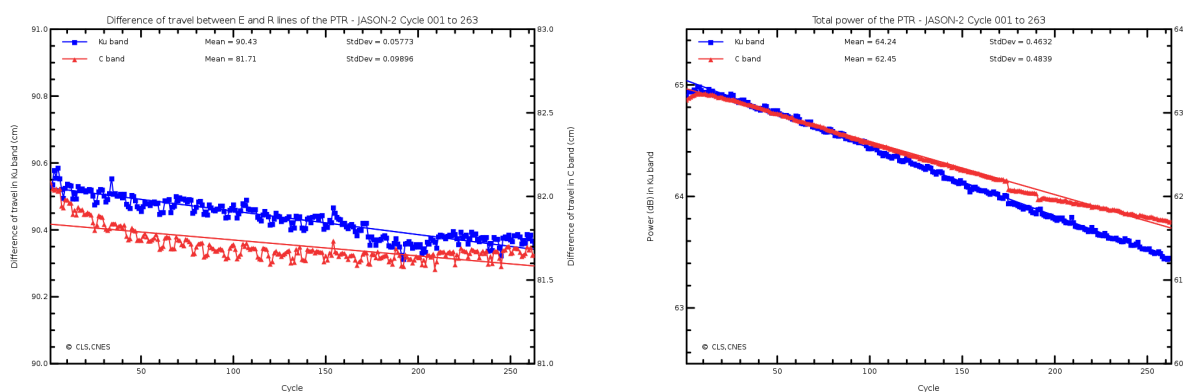 Difference of travel between E and R lines of the PTR - JASON-2 Cycle 001 to 263
91.0
90.8
90.6
90.4
90.2
90.0
Difference of travel in Ku band (cm)
Ku band Mean = 90.43 StdDev = 0.05773
C band Mean = 81.71 StdDev = 0.09896
© CLS,CNES
83.0
82.5
82.0
81.5
81.0
Difference of travel in C band (cm)
50 100 150 200 250
Cycle
Total power of the PTR - JASON-2 Cycle 001 to 263
65
64
63
Power (dB) in Ku band
Ku band Mean = 64.24 StdDev = 0.4632
C band Mean = 62.45 StdDev = 0.4839
© CLS,CNES
64
63
62
61
60
50 100 150 200 250
Cycle